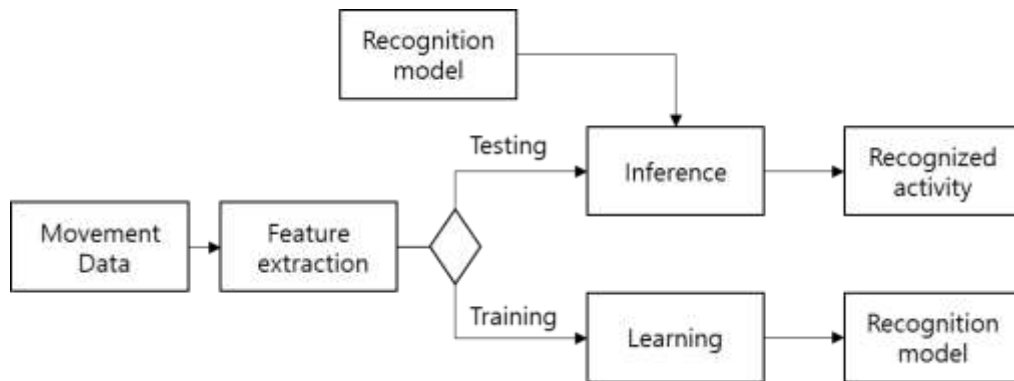 Recognition
model
Testing
Inference
Recognized
activity
Movement
Data
Feature
extraction
Training
Learning
Recognition
model